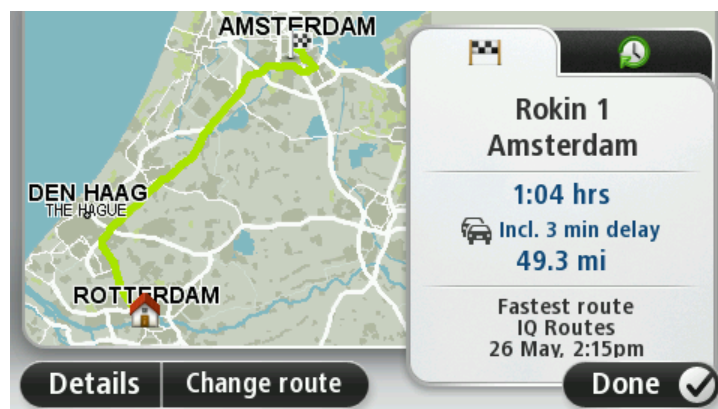 AMSTERDAM
DEN HAAG
THE HAGUE
ROTTERDAM
Rokin 1
Amsterdam
1:04 hrs
Incl. 3 min delay
49.3 mi
Fastest route
IQ Routes
26 May, 2:15pm
Details
Change route
Done